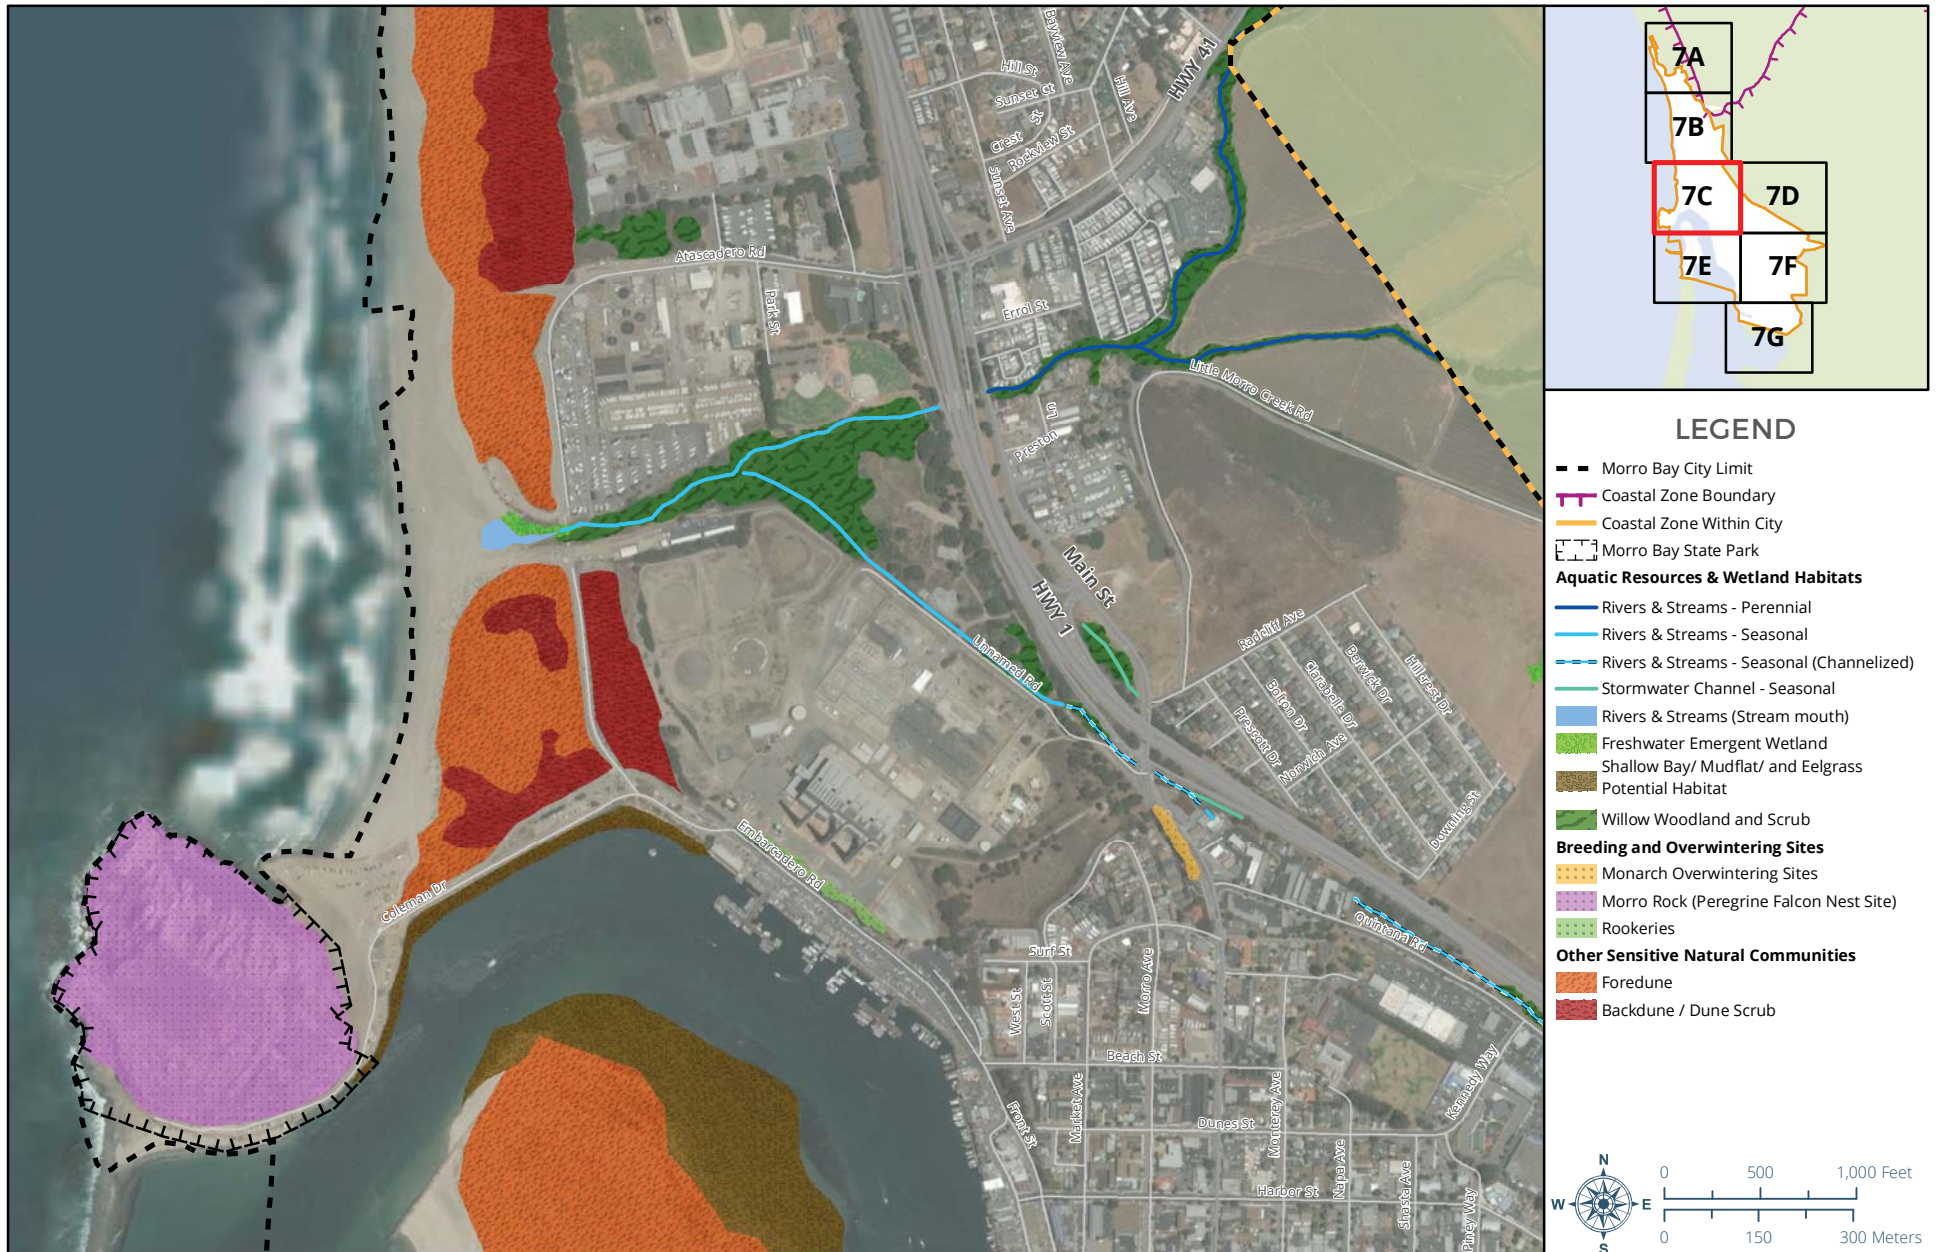 Hill St
Bayview Ave
Sunset Ct
Hill Ave
HWY 41
Crest St
Rockview St
Sunset Ave
Atascadero Rd
Park St
Errol St
Little Morro Creek Rd
Preston Ln
Main St
HWY 1
Unnamed Rd
Radcliff Ave
Berwick Dr
Hillcrest Dr
Clarabelle Dr
Bolton Dr
Prescott Dr
Norwich Ave
Downing St
Embarcadero Rd
Coleman Dr
Quintana Rd
Surf St
West St
Scott St
Morro Ave
Beach St
Kennedy Way
Front St
Market Ave
Dunes St
Monterey Ave
Napa Ave
Harbor St
Shasta Ave
Piney Way
7A
7B
7C
7D
7E
7F
7G
LEGEND
Morro Bay City Limit
Coastal Zone Boundary
Coastal Zone Within City
Morro Bay State Park
Aquatic Resources & Wetland Habitats
Rivers & Streams - Perennial
Rivers & Streams - Seasonal
Rivers & Streams - Seasonal (Channelized)
Stormwater Channel - Seasonal
Rivers & Streams (Stream mouth)
Freshwater Emergent Wetland
Shallow Bay/ Mudflat/ and Eelgrass
Potential Habitat
Willow Woodland and Scrub
Breeding and Overwintering Sites
Monarch Overwintering Sites
Morro Rock (Peregrine Falcon Nest Site)
Rookeries
Other Sensitive Natural Communities
Foredune
Backdune / Dune Scrub
N
W E
S
0 500 1,000 Feet
0 150 300 Meters